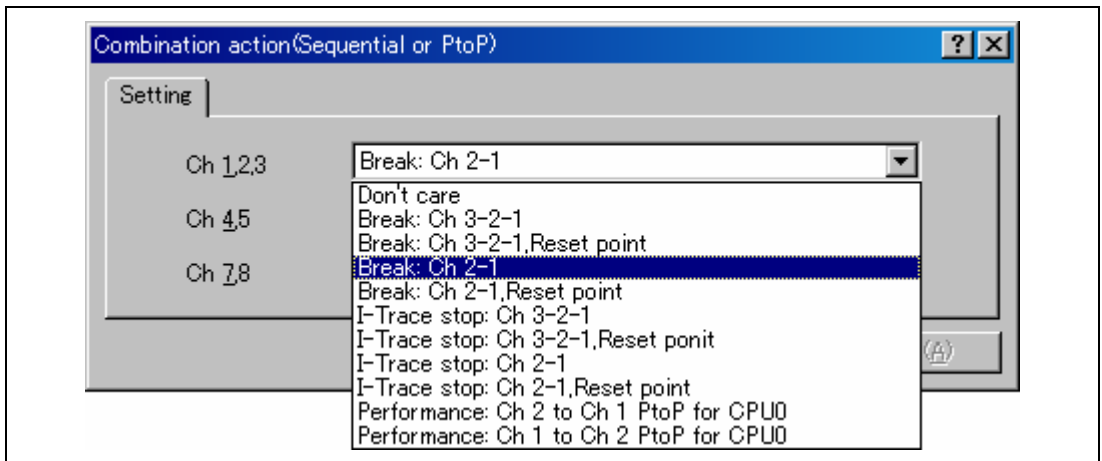 Combination action(Sequential or PtoP)
Setting
Ch 1,2,3
Break: Ch 2-1
Don't care
Break: Ch 3-2-1
Ch 4,5
Break: Ch 3-2-1,Reset point
Break: Ch 2-1
Ch 7,8
Break: Ch 2-1,Reset point
I-Trace stop: Ch 3-2-1
I-Trace stop: Ch 3-2-1,Reset ponit
I-Trace stop: Ch 2-1
(A)
I-Trace stop: Ch 2-1,Reset point
Performance: Ch 2 to Ch 1 PtoP for CPU0
Performance: Ch 1 to Ch 2 PtoP for CPU0